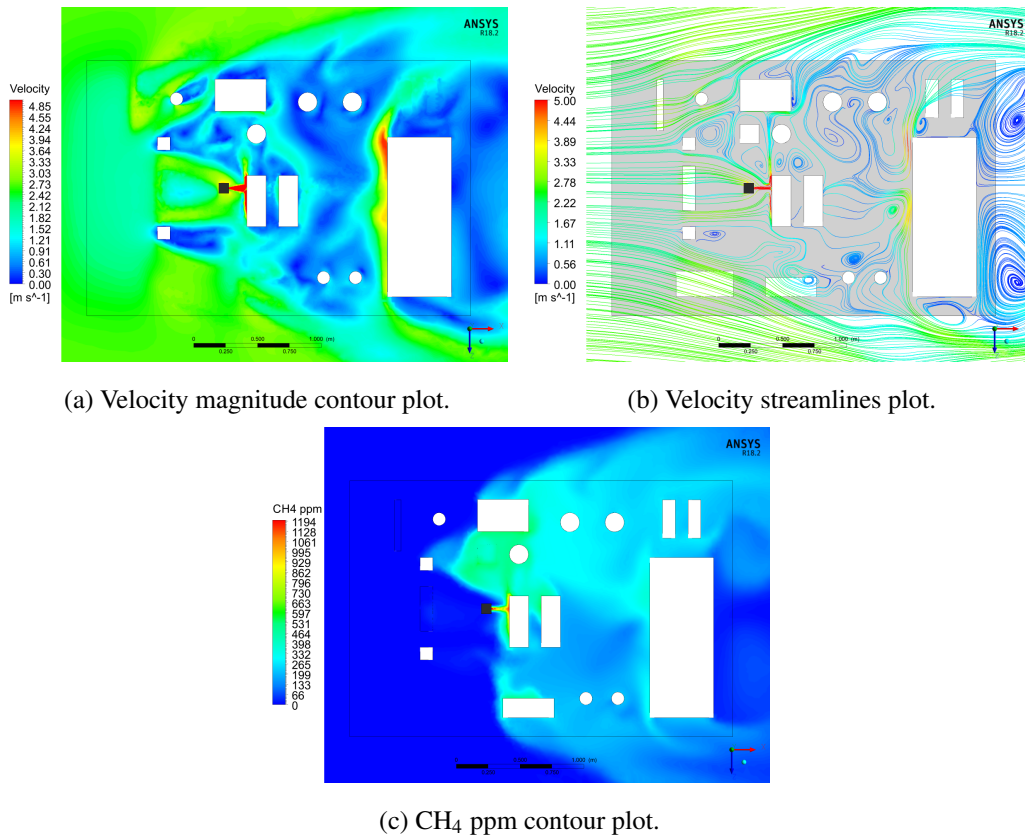 ANSYS
R18.2
Velocity
4.85
4.55
4.24
3.94
3.64
3.33
3.03
2.73
2.42
2.12
1.82
1.52
1.21
0.91
0.61
0.30
0.00
[m s^-1]
0 0.500 1.000 (m)
0.250 0.750
(a) Velocity magnitude contour plot.
ANSYS
R18.2
Velocity
5.00
4.44
3.89
3.33
2.78
2.22
1.67
1.11
0.56
0.00
[m s^-1]
0 0.500 1.000 (m)
0.250 0.750
(b) Velocity streamlines plot.
ANSYS
R18.2
CH4 ppm
1194
1128
1061
995
929
862
796
730
663
597
531
464
398
332
265
199
133
66
0
0 0.500 1.000 (m)
0.250 0.750
(c) CH₄ ppm contour plot.